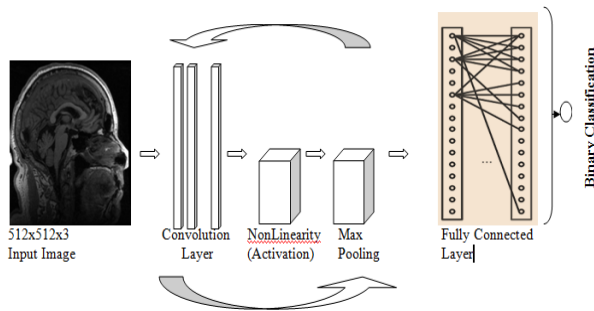 512x512x3
Input Image
Convolution
Layer
NonLinearity
(Activation)
Max
Pooling
...
Fully Connected
Layer
Binary Classification